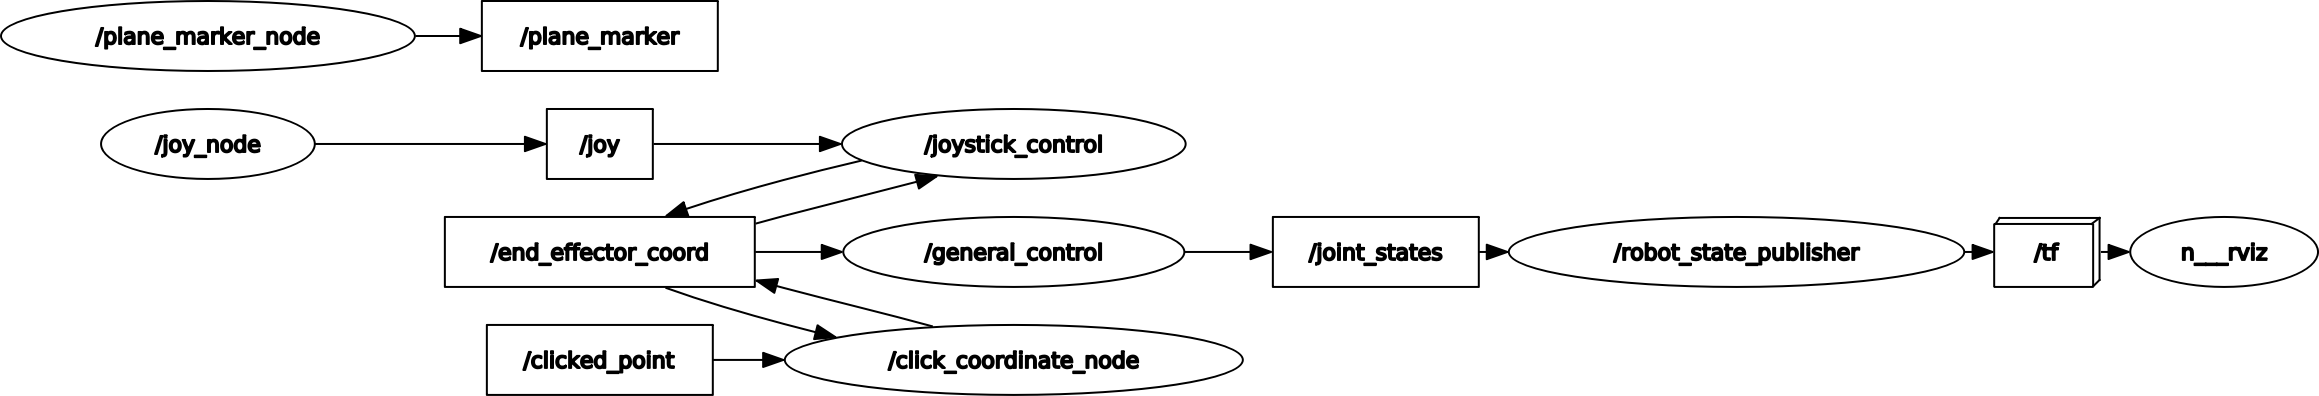 /plane_marker_node
/plane_marker
/joy_node
/joy
/joystick_control
/end_effector_coord
/general_control
/joint_states
/robot_state_publisher
/tf
n___rviz
/clicked_point
/click_coordinate_node